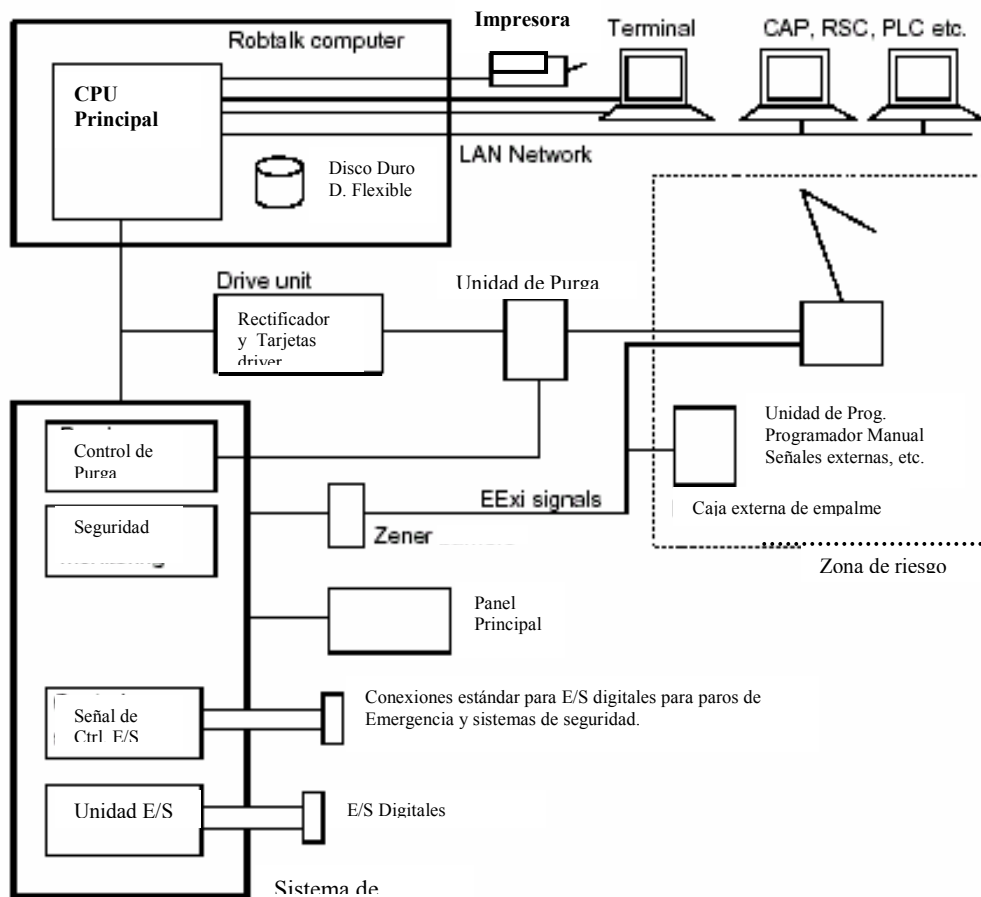 Impresora
Robtalk computer
Terminal
CAP, RSC, PLC etc.
CPU
Principal
LAN Network
Disco Duro
D. Flexible
Drive unit
Unidad de Purga
Rectificador
y Tarjetas
driver
Control de
Purga
Unidad de Prog.
Programador Manual
Señales externas, etc.
EExi signals
Caja externa de empalme
Seguridad
Zener
Zona de riesgo
Panel
Principal
Conexiones estándar para E/S digitales para paros de
Emergencia y sistemas de seguridad.
Señal de
Ctrl. E/S
Unidad E/S
E/S Digitales
Sistema de